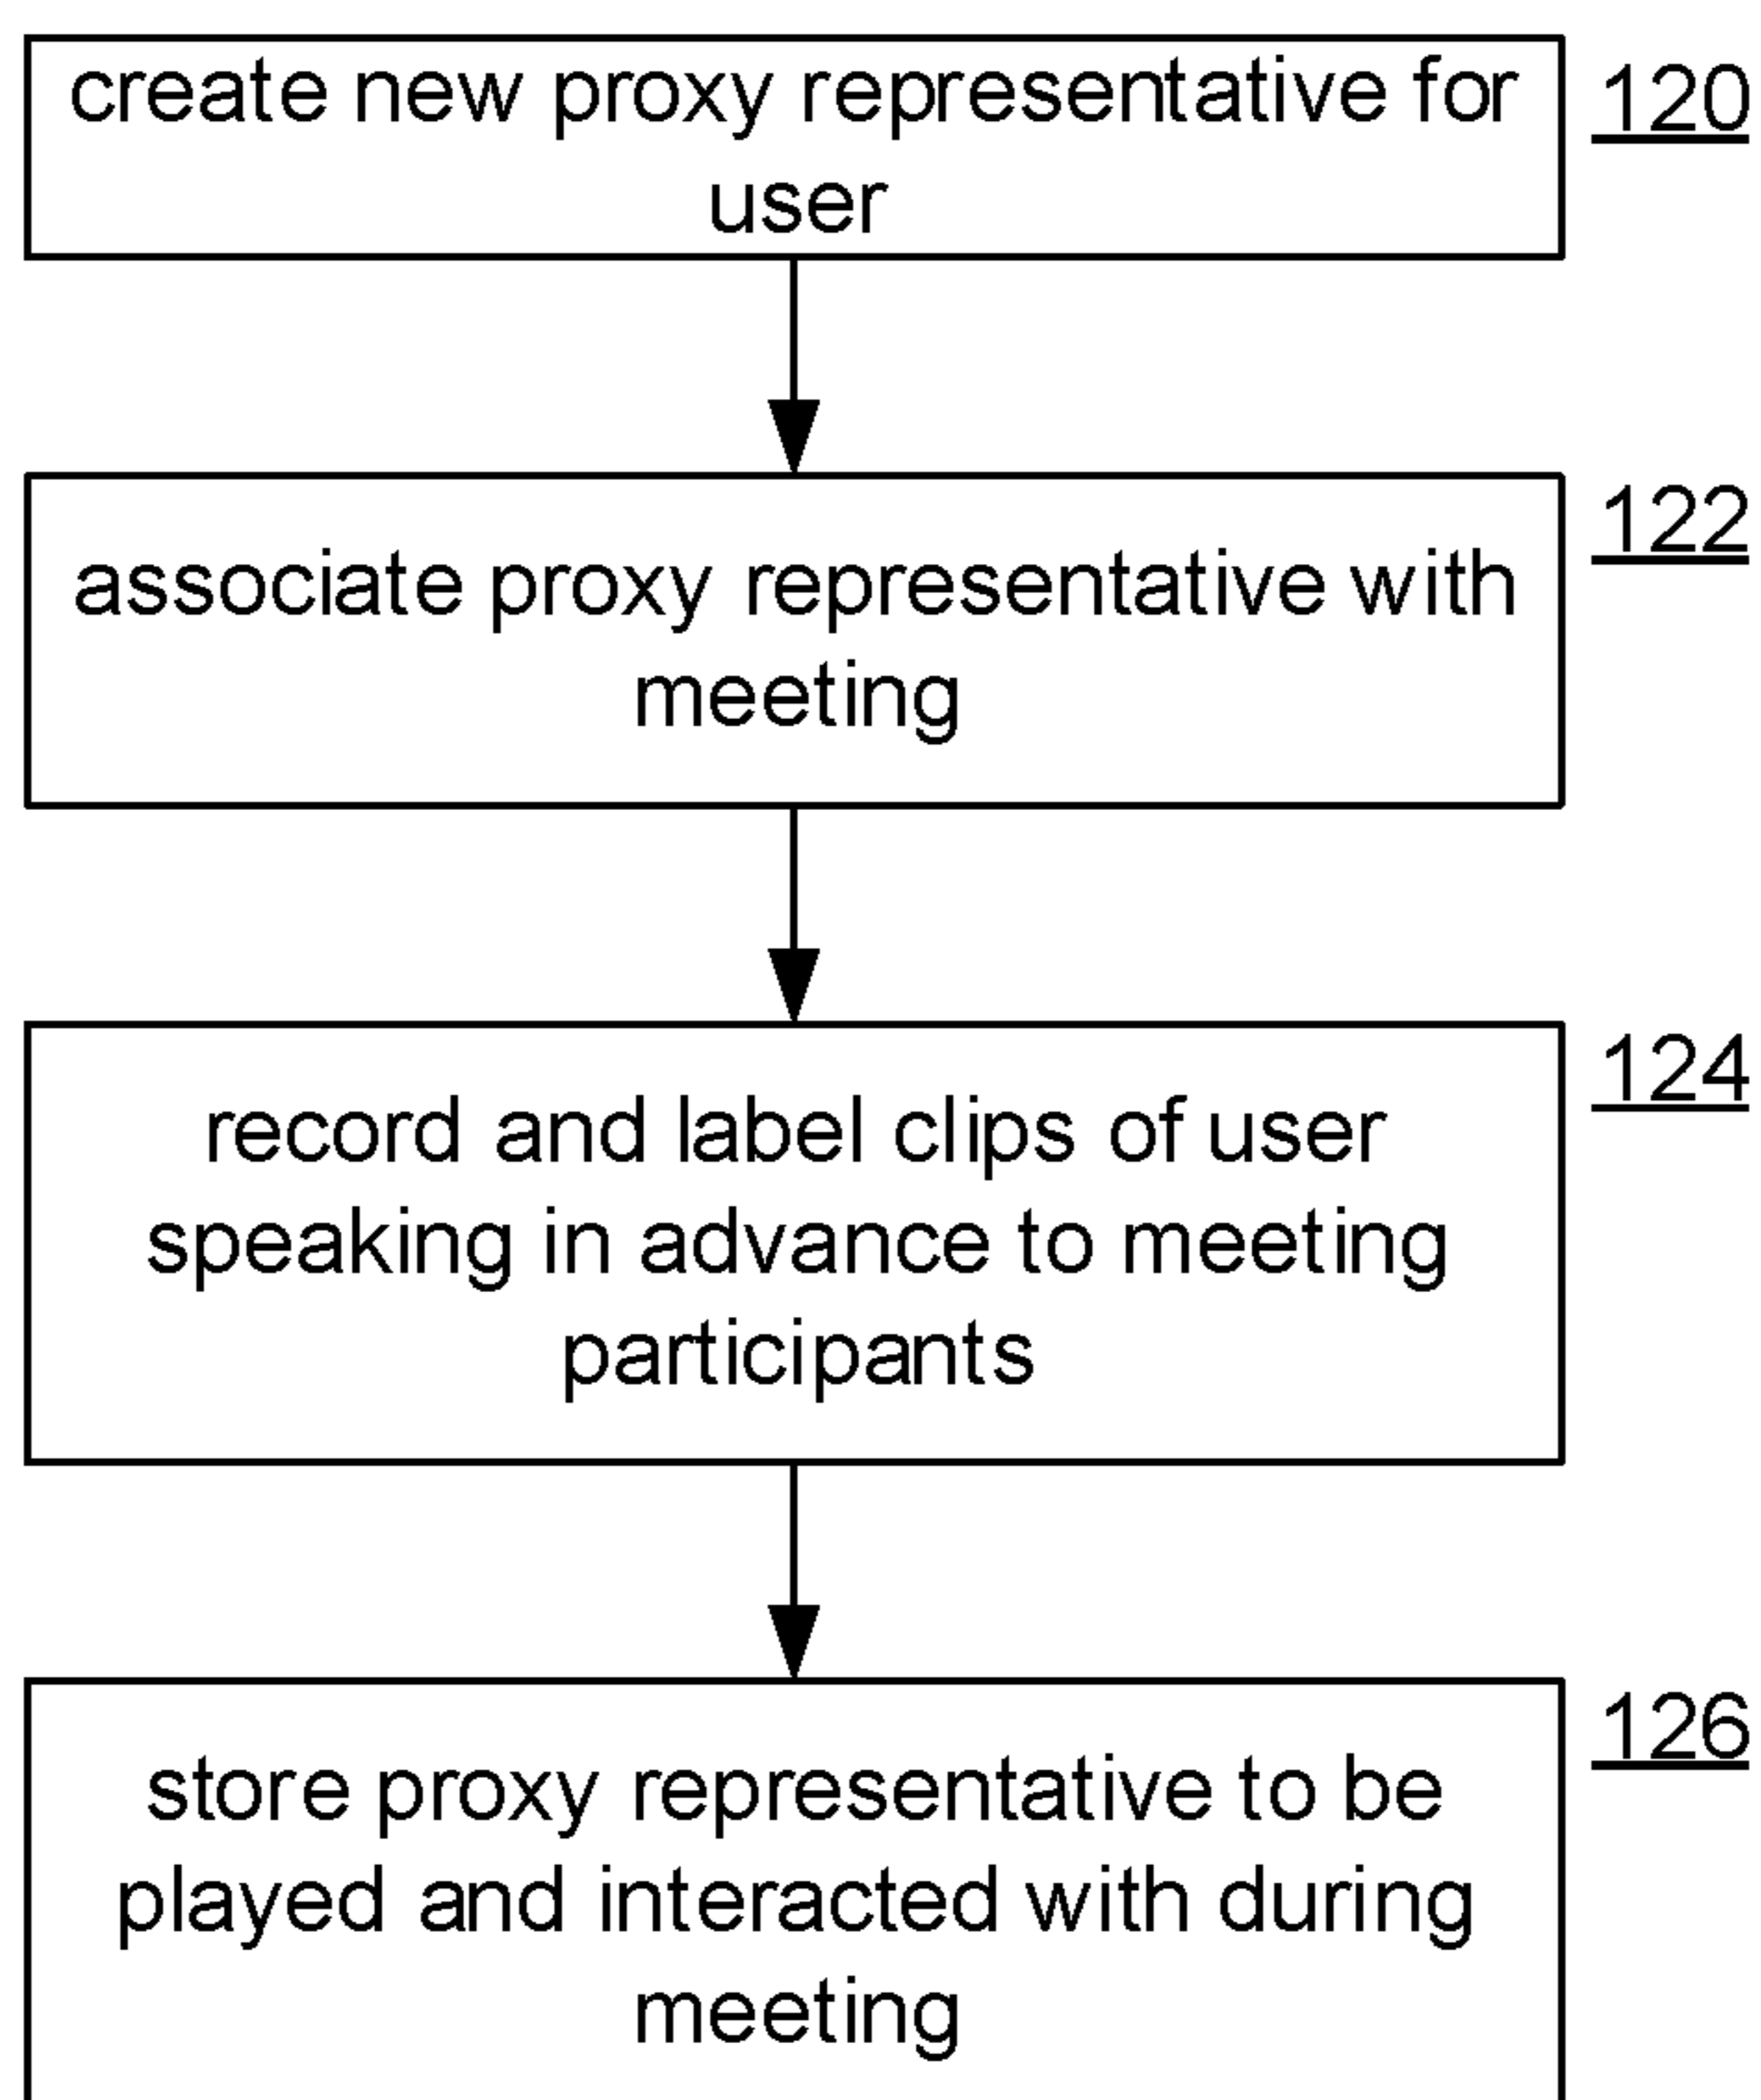 create new proxy representative for
user
120
associate proxy representative with
meeting
122
record and label clips of user
speaking in advance to meeting
participants
124
store proxy representative to be
played and interacted with during
meeting
126